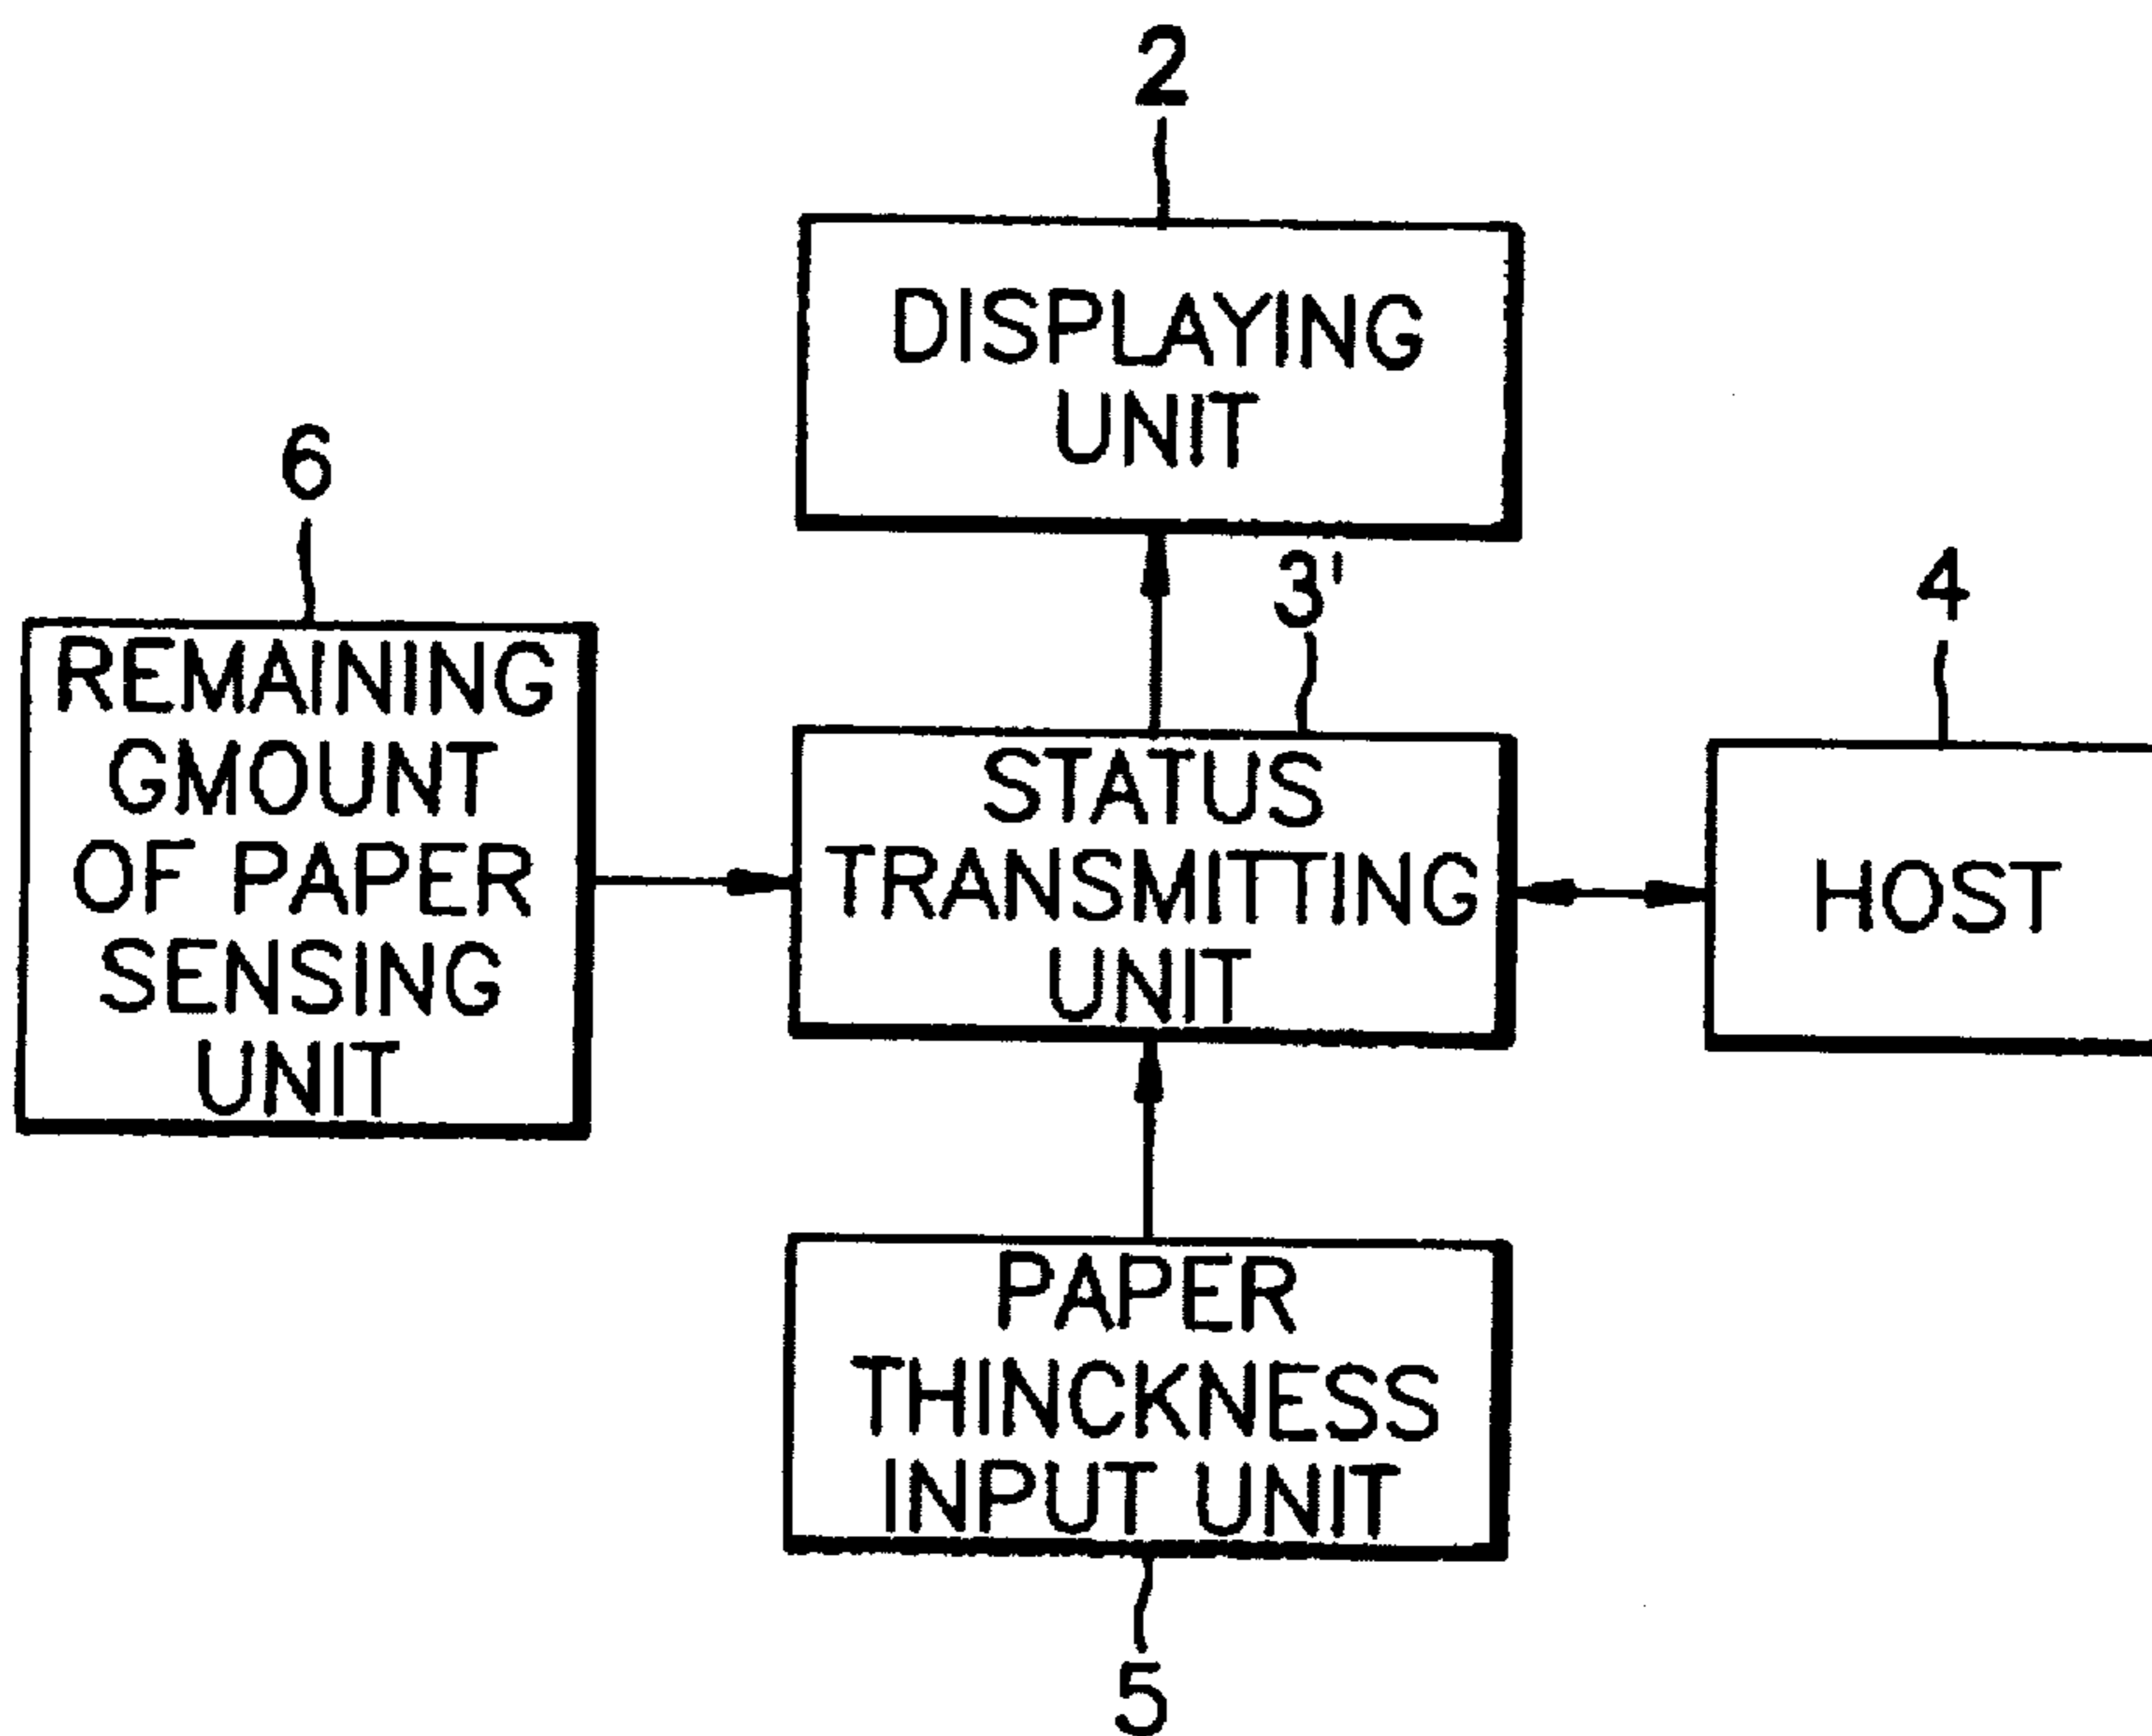 2
DISPLAYING
UNIT
6
REMAINING
GMOUNT
OF PAPER
SENSING
UNIT
3'
STATUS
TRANSMITTING
UNIT
4
HOST
PAPER
THINCKNESS
INPUT UNIT
5